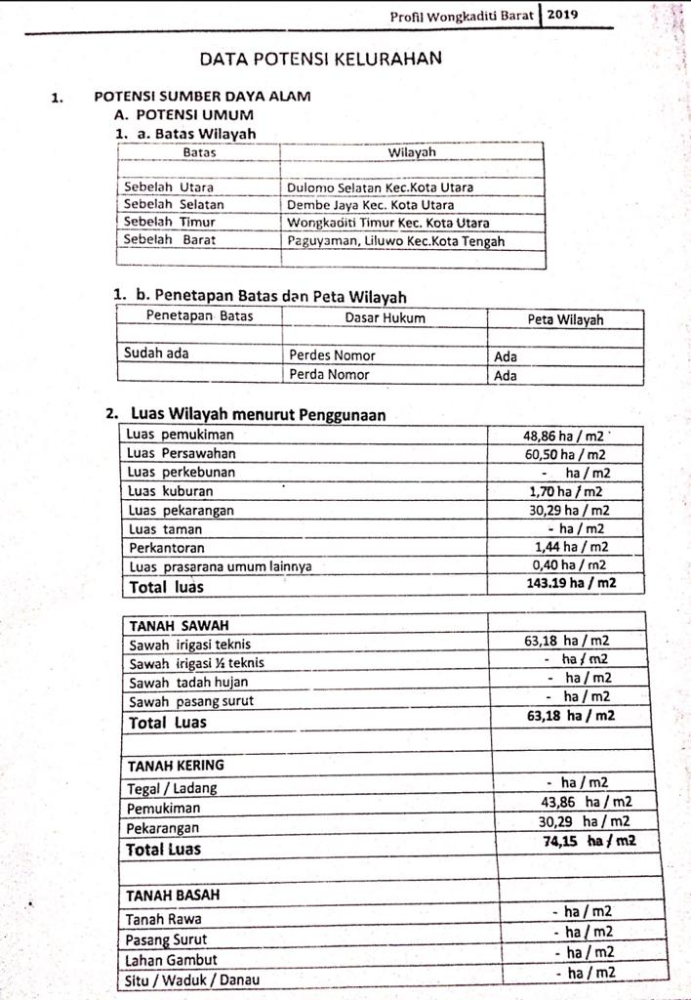 Profil Wongkaditi Barat 2019
DATA POTENSI KELURAHAN
1. POTENSI SUMBER DAYA ALAM
A. POTENSI UMUM
1. a. Batas Wilayah
Batas Wilayah
Sebelah Utara Dulomo Selatan Kec.Kota Utara
Sebelah Selatan Dembe Jaya Kec. Kota Utara
Sebelah Timur Wongkaditi Timur Kec. Kota Utara
Sebelah Barat Paguyaman, Liluwo Kec.Kota Tengah
1. b. Penetapan Batas dan Peta Wilayah
Penetapan Batas Dasar Hukum Peta Wilayah
Sudah ada Perdes Nomor Ada
Perda Nomor Ada
2. Luas Wilayah menurut Penggunaan
Luas pemukiman 48,86 ha / m2
Luas Persawahan 60,50 ha / m2
Luas perkebunan - ha / m2
Luas kuburan 1,70 ha / m2
Luas pekarangan 30,29 ha / m2
Luas taman - ha / m2
Perkantoran 1,44 ha / m2
Luas prasarana umum lainnya 0,40 ha / m2
Total luas 143.19 ha / m2
TANAH SAWAH
Sawah irigasi teknis 63,18 ha / m2
Sawah irigasi ½ teknis - ha / m2
Sawah tadah hujan - ha / m2
Sawah pasang surut - ha / m2
Total Luas 63,18 ha / m2
TANAH KERING
Tegal / Ladang - ha / m2
Pemukiman 43,86 ha / m2
Pekarangan 30,29 ha / m2
Total Luas 74,15 ha / m2
TANAH BASAH
Tanah Rawa - ha / m2
Pasang Surut - ha / m2
Lahan Gambut - ha / m2
Situ / Waduk / Danau - ha / m2